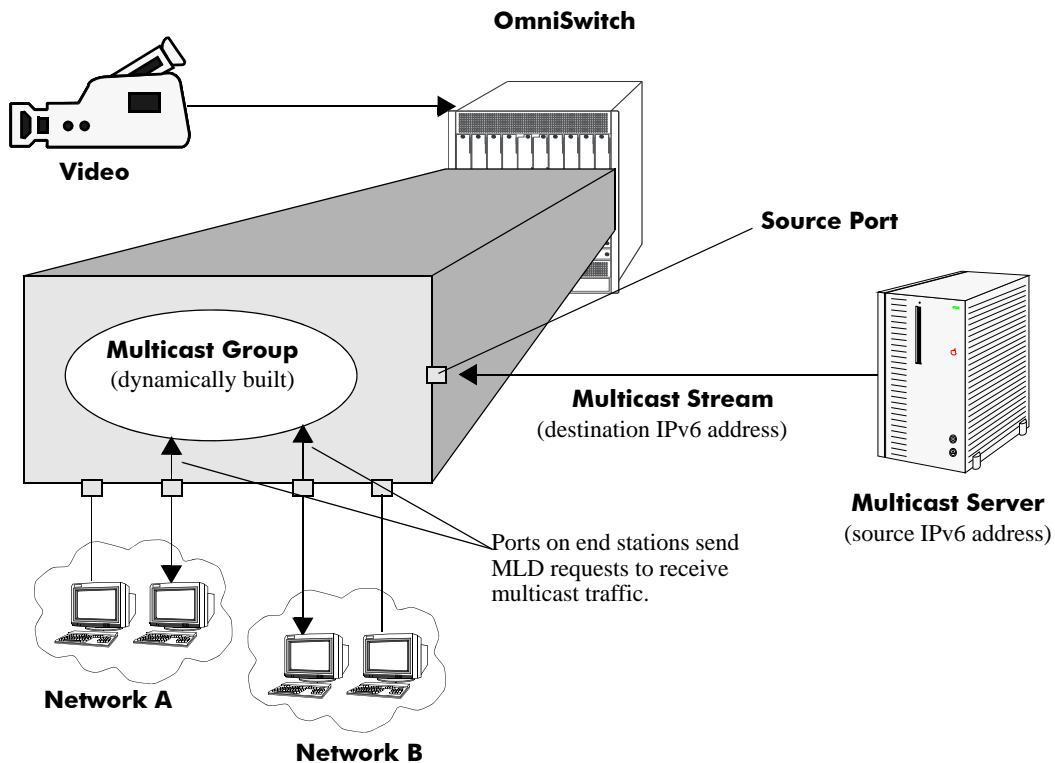 OmniSwitch
Video
Source Port
Multicast Group
(dynamically built)
Multicast Stream
(destination IPv6 address)
Multicast Server
(source IPv6 address)
Ports on end stations send
MLD requests to receive
multicast traffic.
Network A
Network B